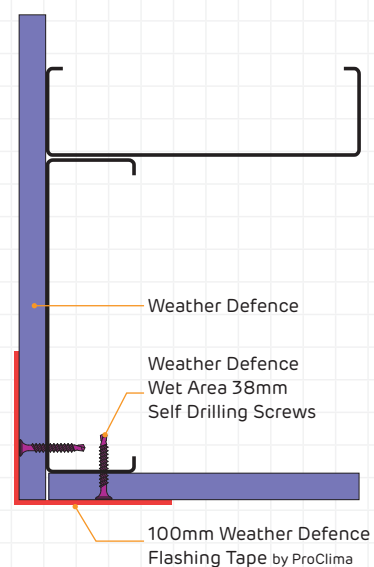 Weather Defence
Weather Defence
Wet Area 38mm
Self Drilling Screws
100mm Weather Defence
Flashing Tape by ProClima